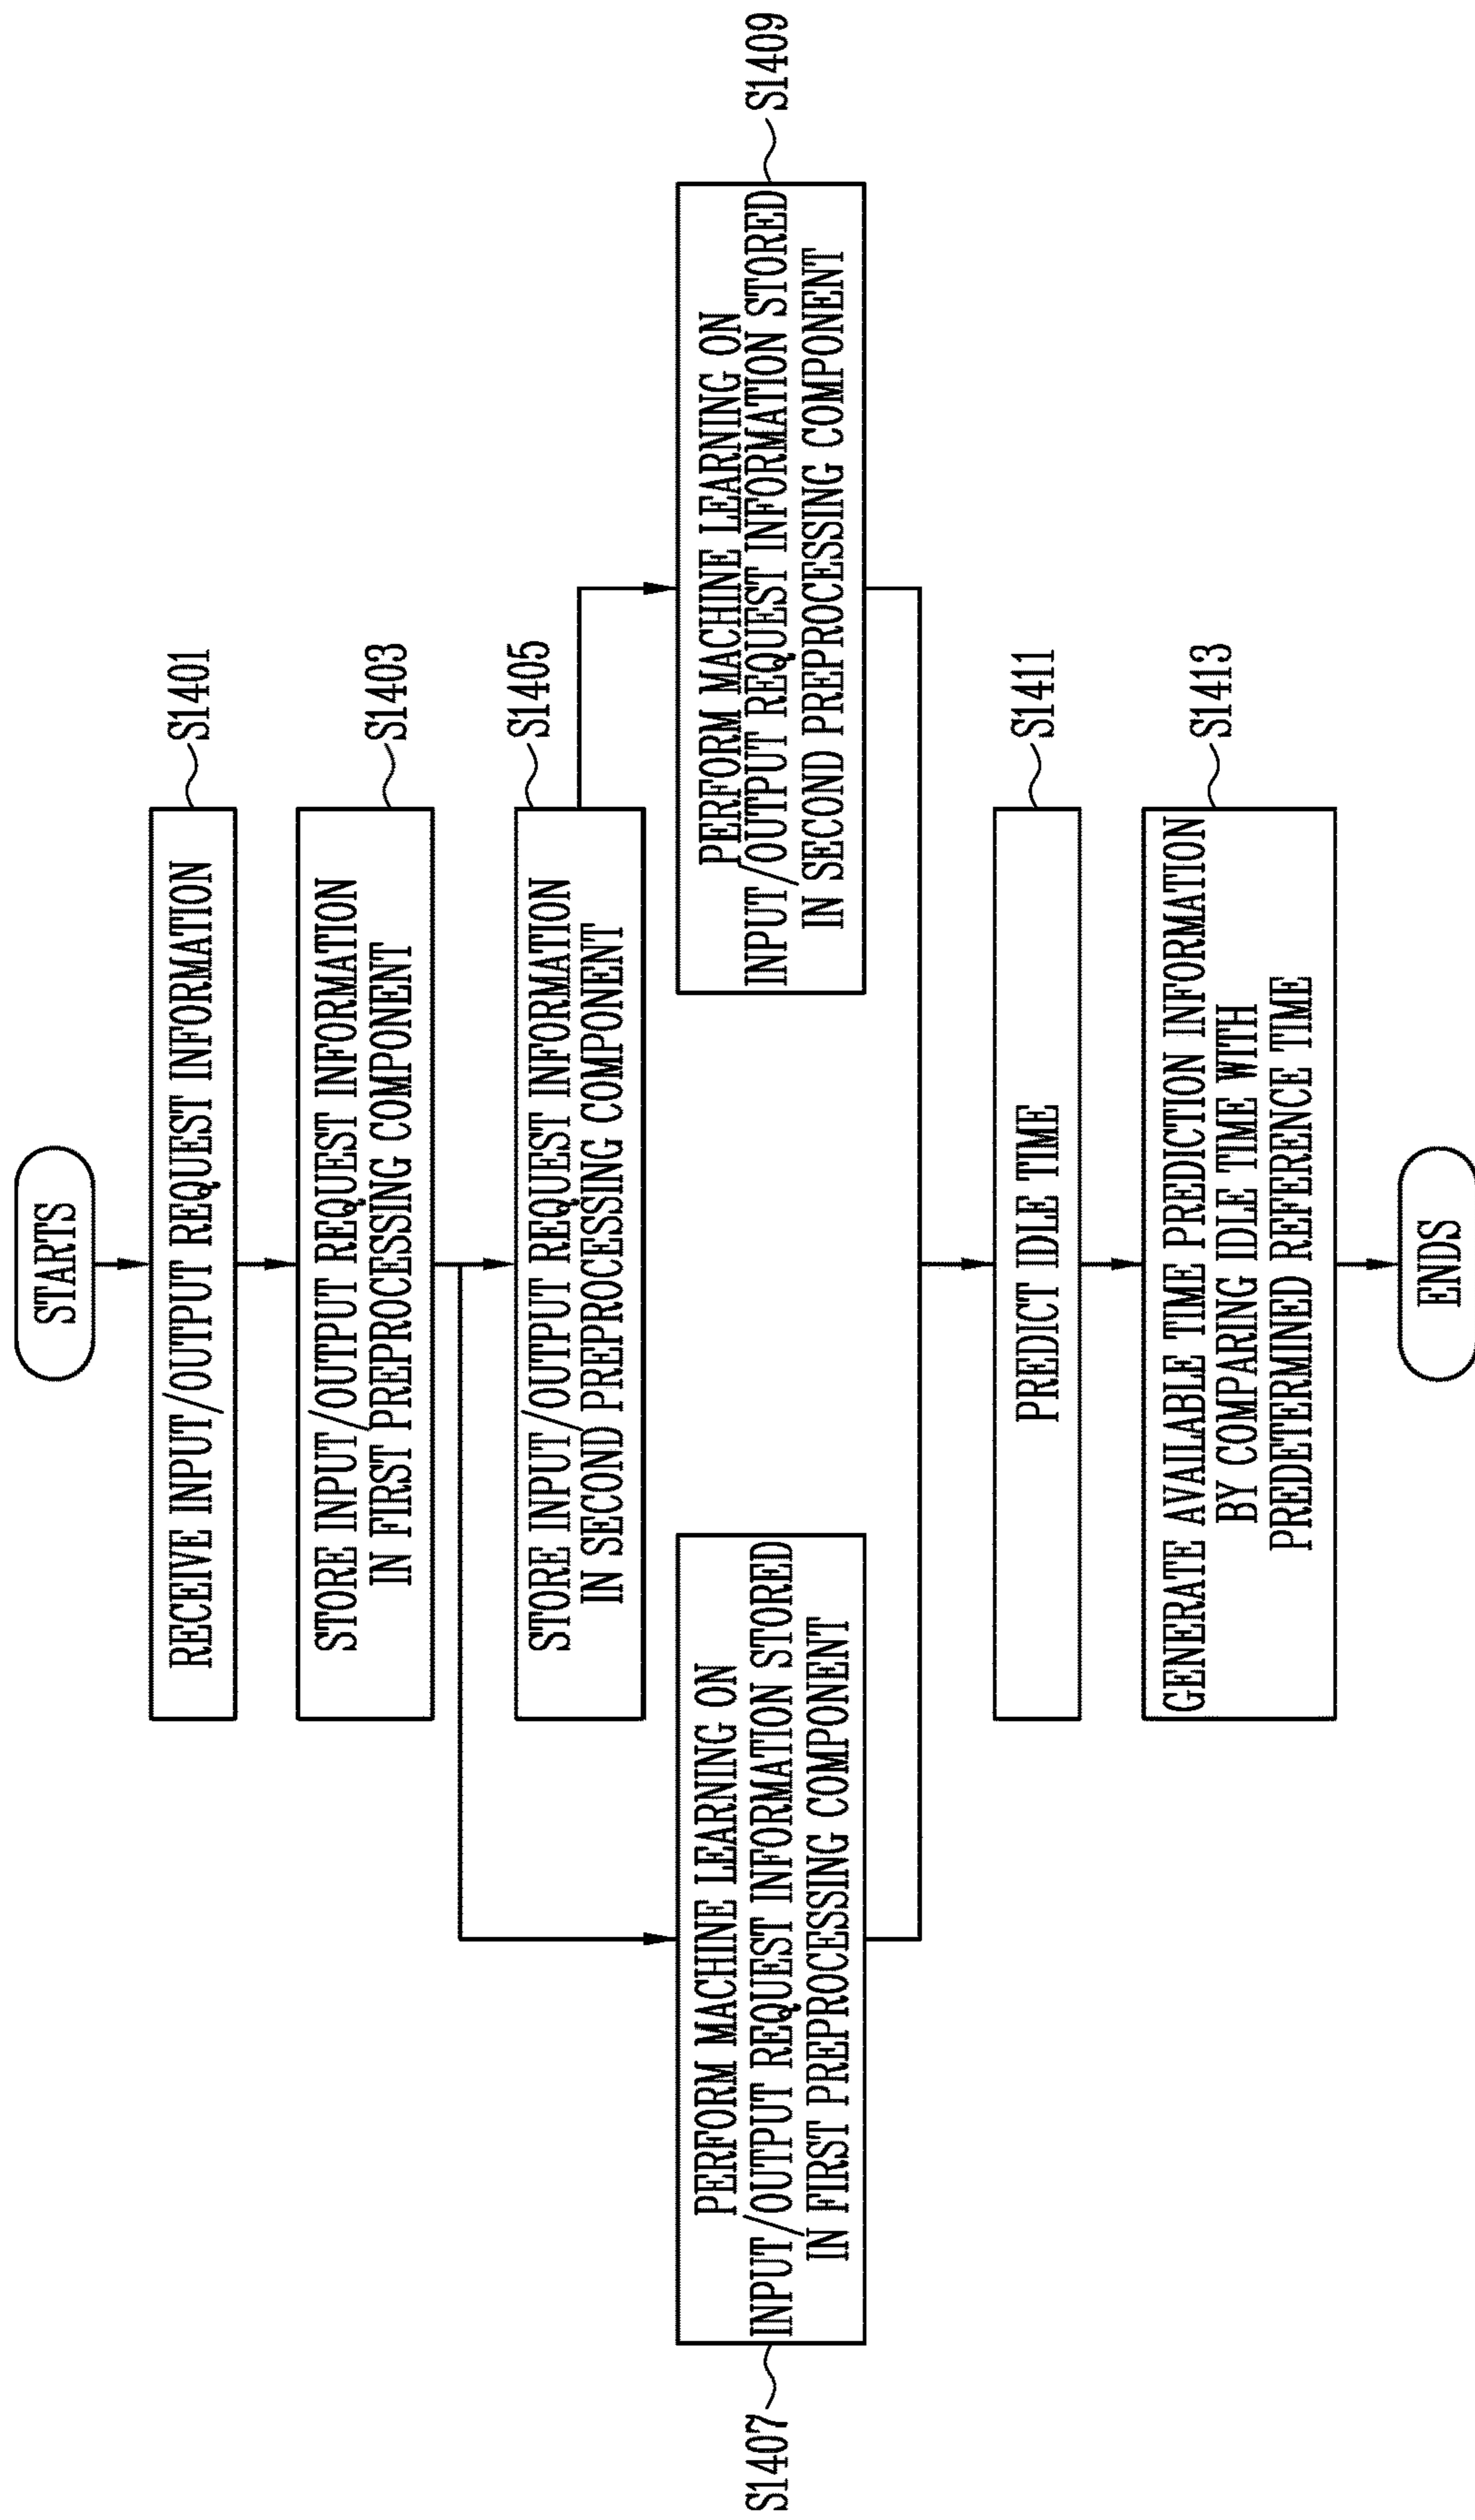 STARTS
RECEIVE INPUT/OUTPUT REQUEST INFORMATION
S1401
STORE INPUT/OUTPUT REQUEST INFORMATION
IN FIRST PREPROCESSING COMPONENT
S1403
STORE INPUT/OUTPUT REQUEST INFORMATION
IN SECOND PREPROCESSING COMPONENT
S1405
S1407
PERFORM MACHINE LEARNING ON
INPUT/OUTPUT REQUEST INFORMATION STORED
IN FIRST PREPROCESSING COMPONENT
PERFORM MACHINE LEARNING ON
INPUT/OUTPUT REQUEST INFORMATION STORED
IN SECOND PREPROCESSING COMPONENT
S1409
PREDICT IDLE TIME
S1411
GENERATE AVAILABLE TIME PREDICTION INFORMATION
BY COMPARING IDLE TIME WITH
PREDETERMINED REFERENCE TIME
S1413
ENDS